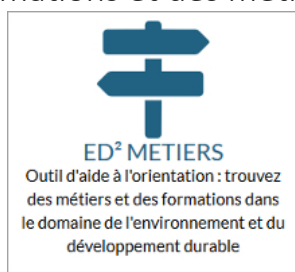 ED² METIERS
Outil d'aide à l'orientation : trouvez
des métiers et des formations dans
le domaine de l'environnement et du
développement durable